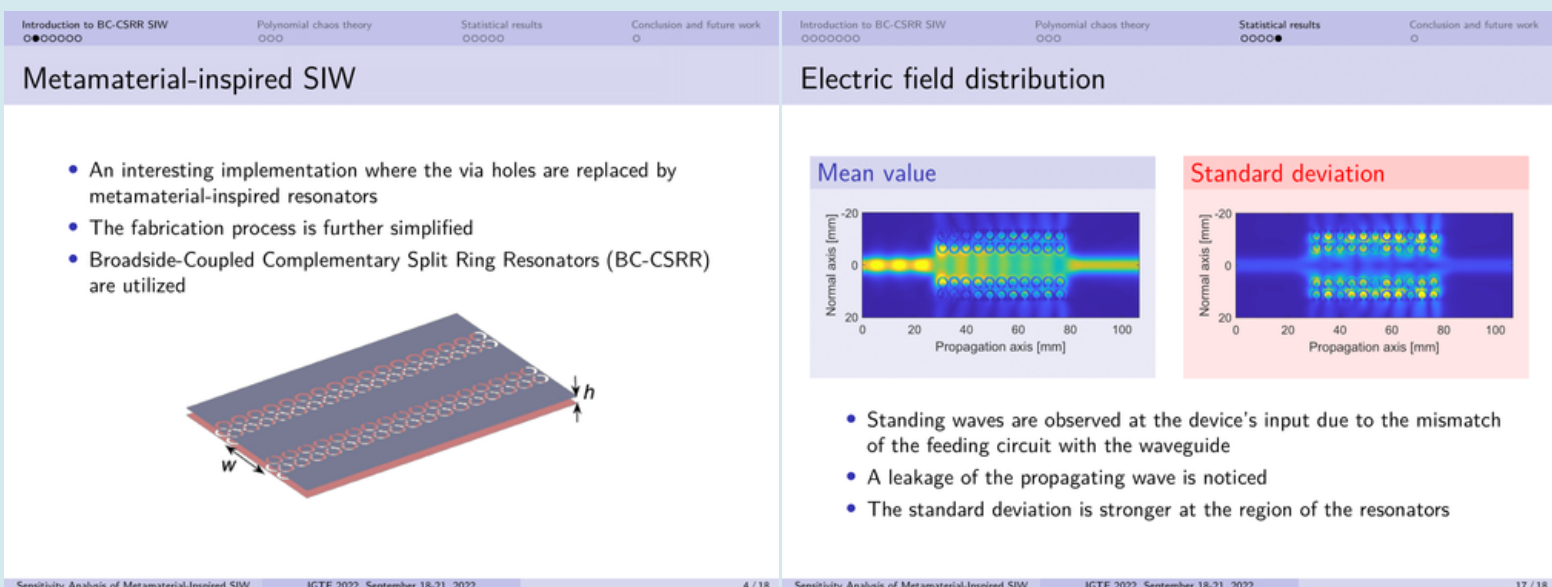 Introduction to BC-CSRR SIW
Polynomial chaos theory
Statistical results
Conclusion and future work
Metamaterial-inspired SIW
• An interesting implementation where the via holes are replaced by
metamaterial-inspired resonators
• The fabrication process is further simplified
• Broadside-Coupled Complementary Split Ring Resonators (BC-CSRR)
are utilized
h
w
Sensitivity Analysis of Metamaterial-Inspired SIW
IGTE 2022, September 18-21, 2022
4 / 18
Introduction to BC-CSRR SIW
Polynomial chaos theory
Statistical results
Conclusion and future work
Electric field distribution
Mean value
Normal axis [mm]
-20
0
20
0 20 40 60 80 100
Propagation axis [mm]
Standard deviation
Normal axis [mm]
-20
0
20
0 20 40 60 80 100
Propagation axis [mm]
• Standing waves are observed at the device's input due to the mismatch
of the feeding circuit with the waveguide
• A leakage of the propagating wave is noticed
• The standard deviation is stronger at the region of the resonators
Sensitivity Analysis of Metamaterial-Inspired SIW
IGTE 2022, September 18-21, 2022
17 / 18